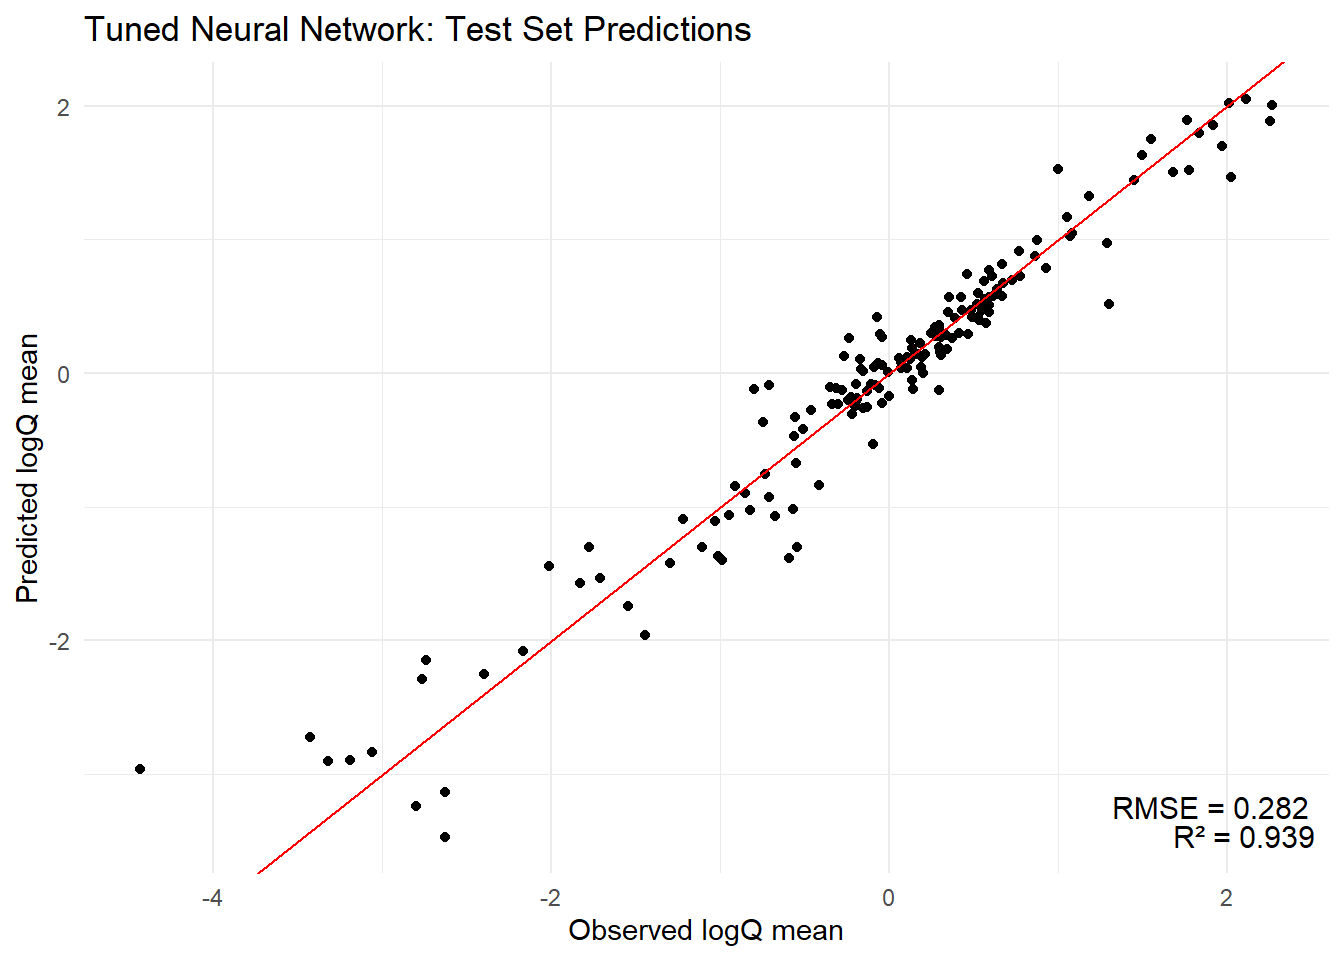 Tuned Neural Network: Test Set Predictions
2
0
-2
Predicted logQ mean
RMSE = 0.282
R² = 0.939
-4
-2
0
2
Observed logQ mean